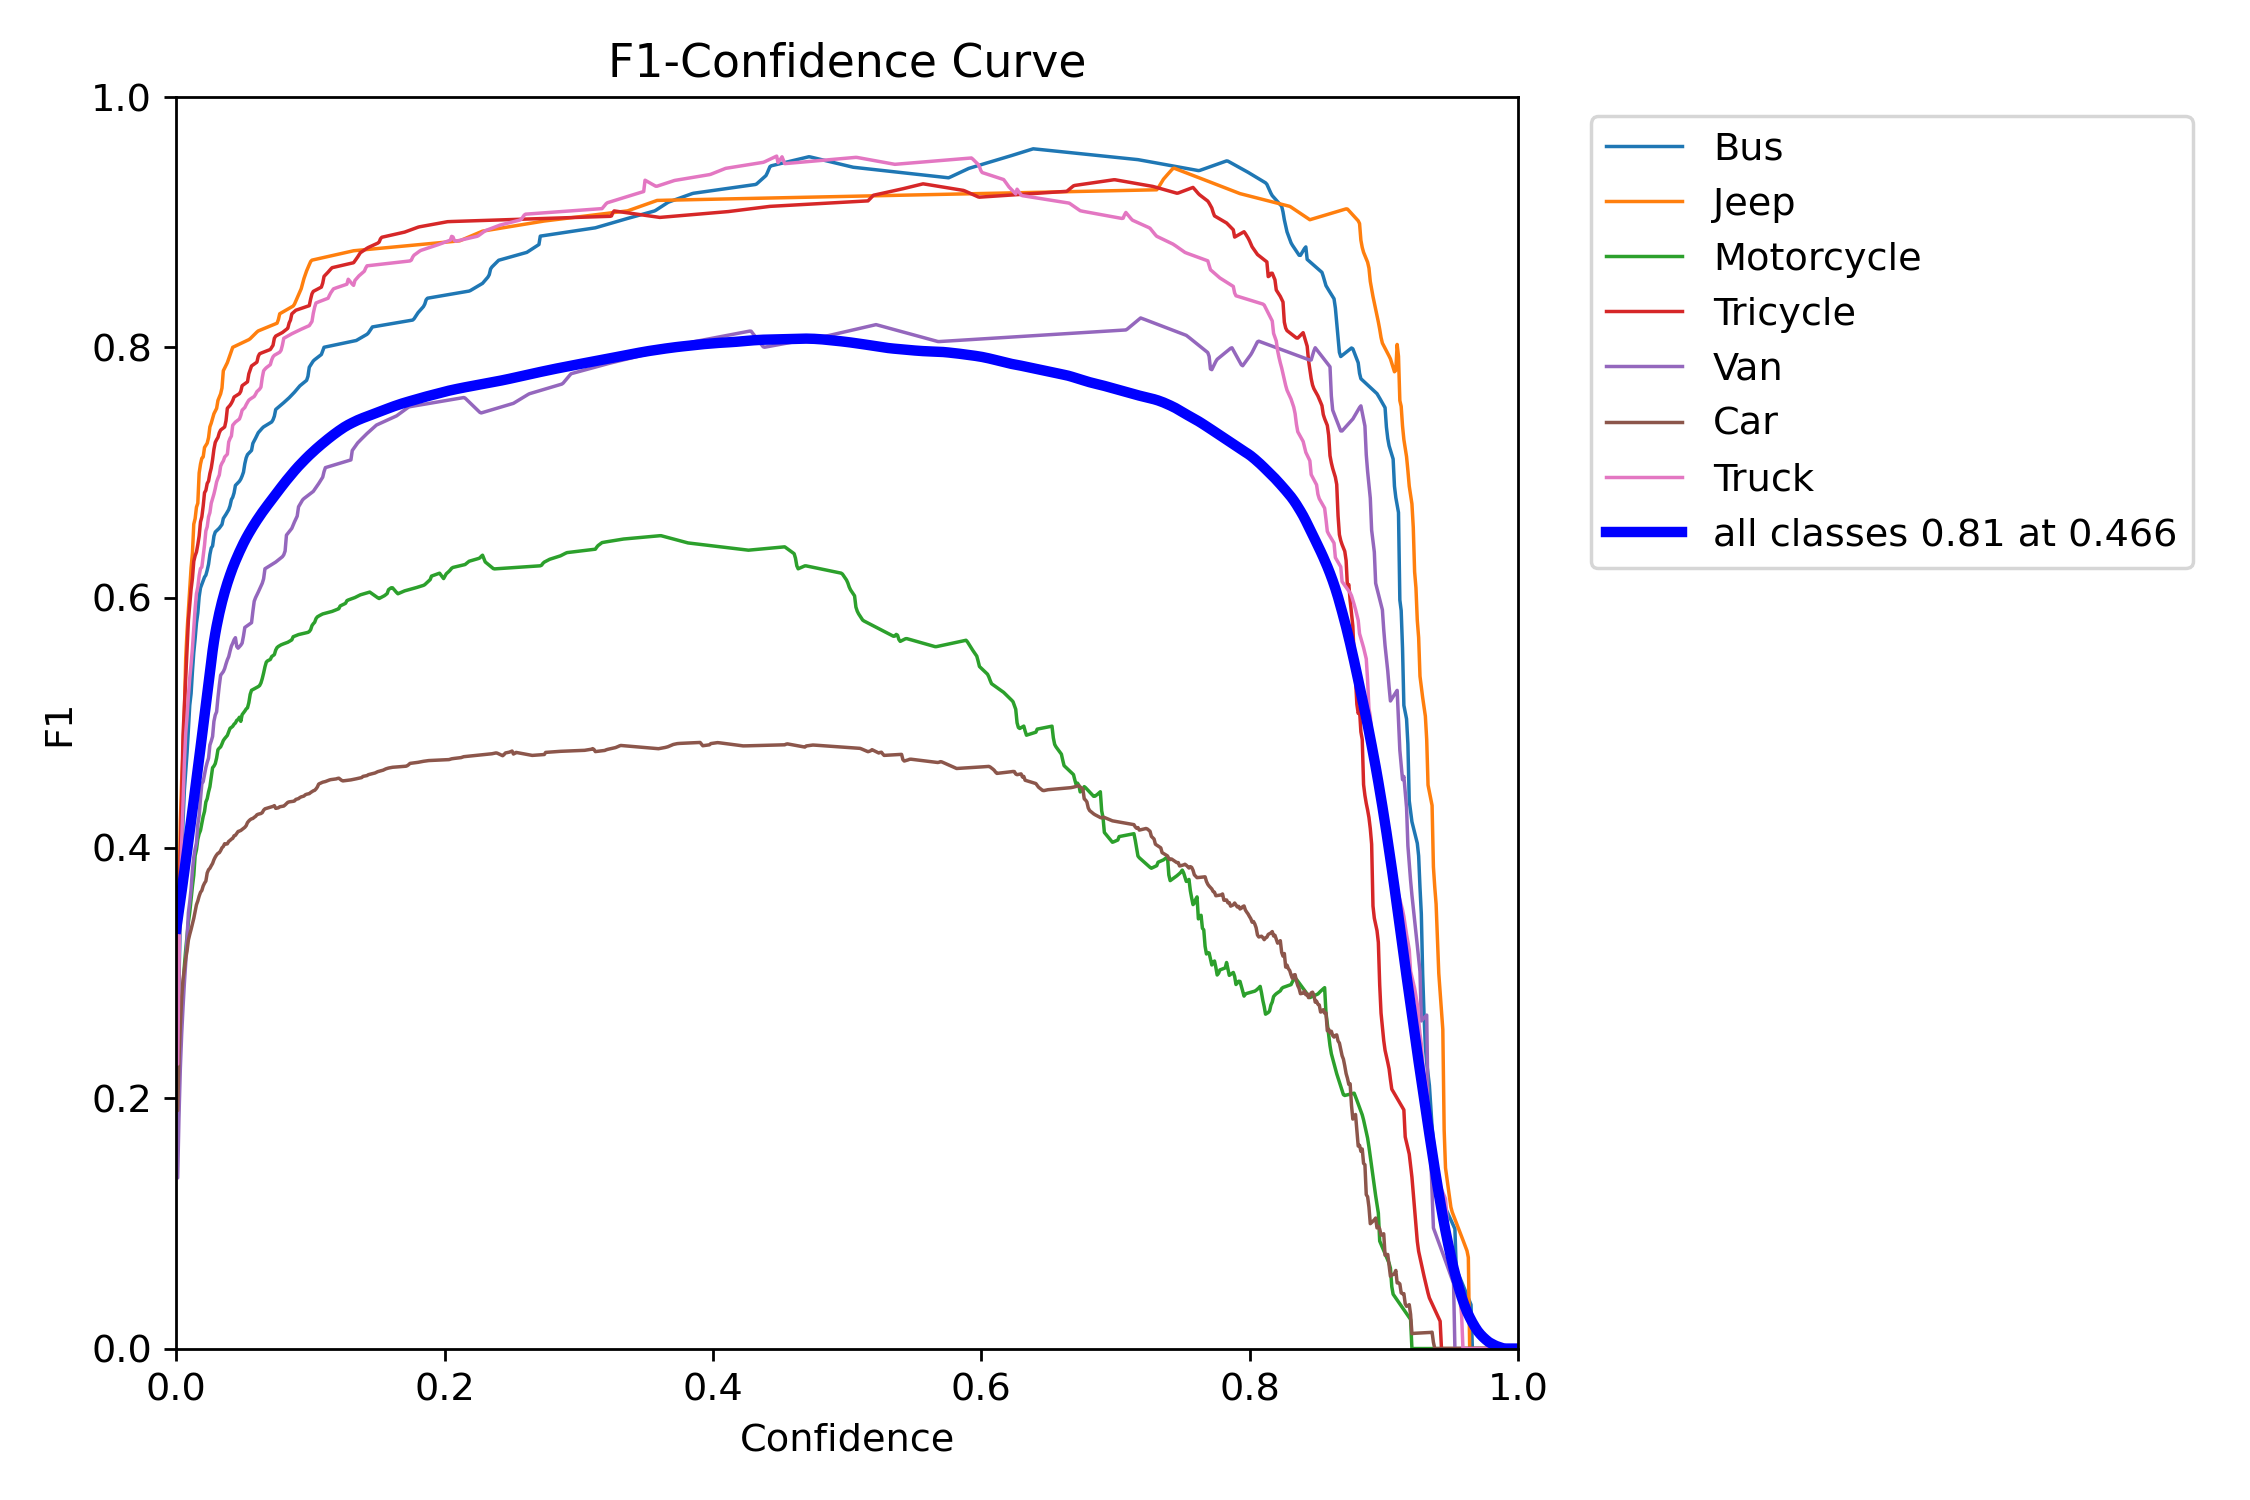 F1-Confidence Curve
1.0
0.8
0.6
0.4
0.2
0.0
F1
0.0 0.2 0.4 0.6 0.8 1.0
Confidence
Bus
Jeep
Motorcycle
Tricycle
Van
Car
Truck
all classes 0.81 at 0.466